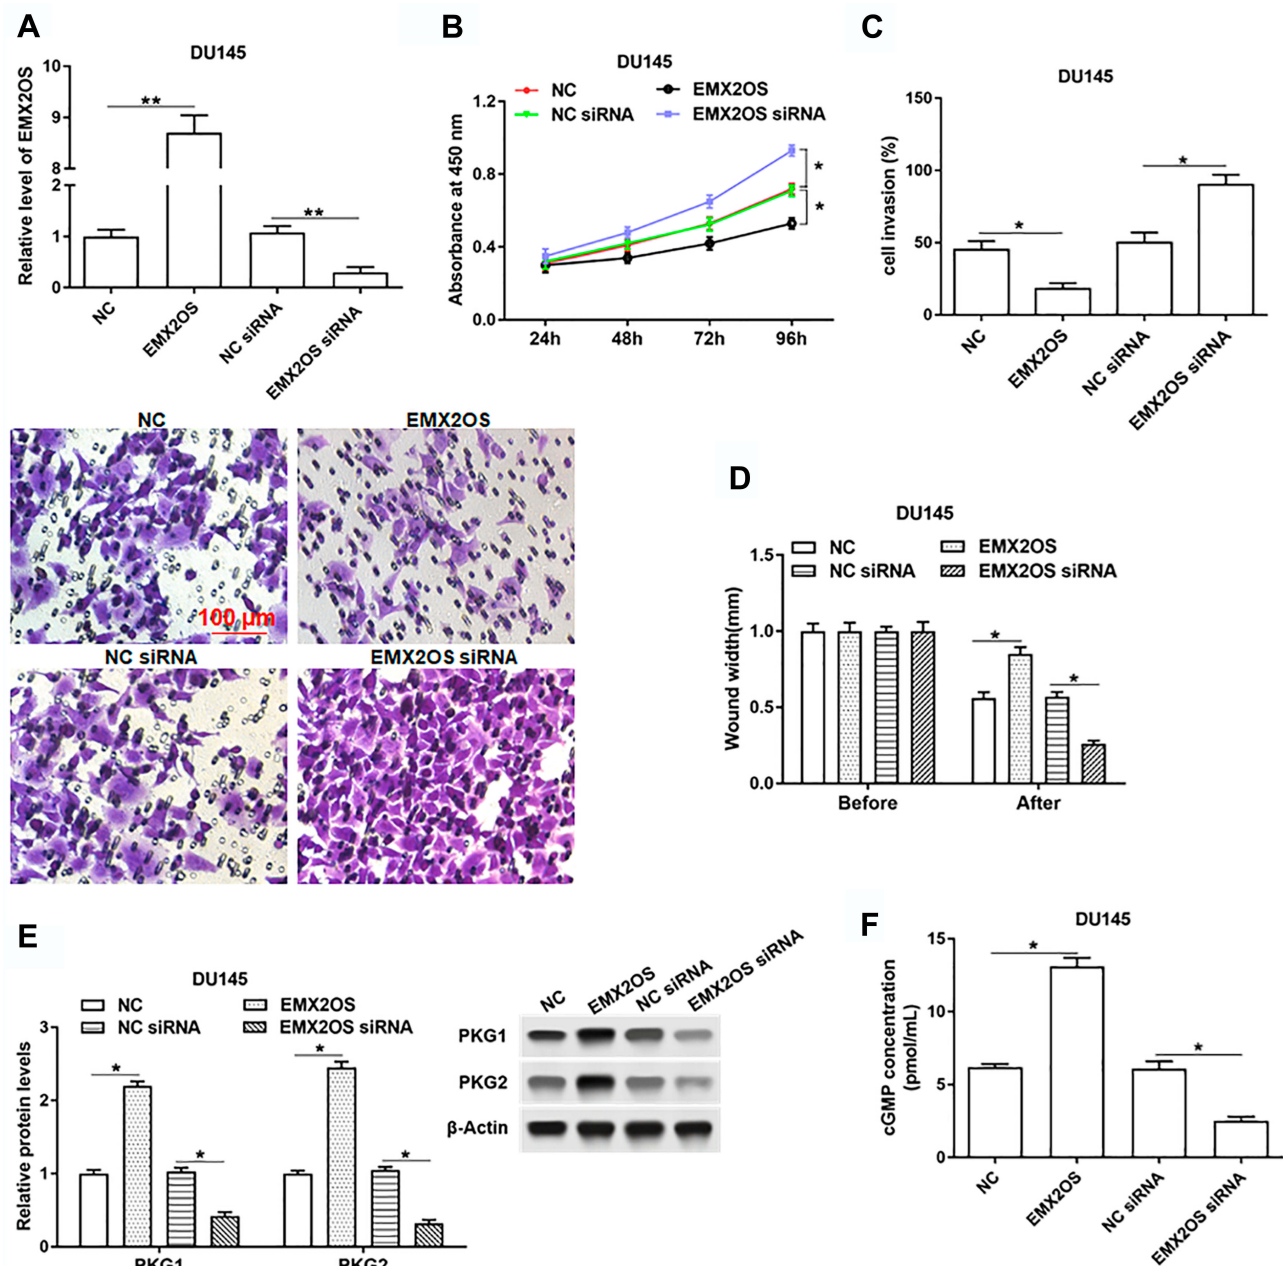 A
DU145
Relative level of EMX2OS
10
9
8
2
1
0
**
**
NC
EMX2OS
NC siRNA
EMX2OS siRNA
B
DU145
NC
EMX2OS
NC siRNA
EMX2OS siRNA
Absorbance at 450 nm
1.2
0.8
0.4
0.0
*
*
24h 48h 72h 96h
C
DU145
cell invasion (%)
150
100
50
0
*
*
NC
EMX2OS
NC siRNA
EMX2OS siRNA
NC
EMX2OS
100 μm
NC siRNA
EMX2OS siRNA
D
DU145
NC
EMX2OS
NC siRNA
EMX2OS siRNA
Wound width(mm)
1.5
1.0
0.5
0.0
*
*
Before After
E
DU145
NC
EMX2OS
NC siRNA
EMX2OS siRNA
Relative protein levels
3
2
1
0
*
*
*
*
PKG1 PKG2
NC
EMX2OS
NC siRNA
EMX2OS siRNA
PKG1
PKG2
β-Actin
F
DU145
cGMP concentration
(pmol/mL)
15
10
5
0
*
*
NC
EMX2OS
NC siRNA
EMX2OS siRNA